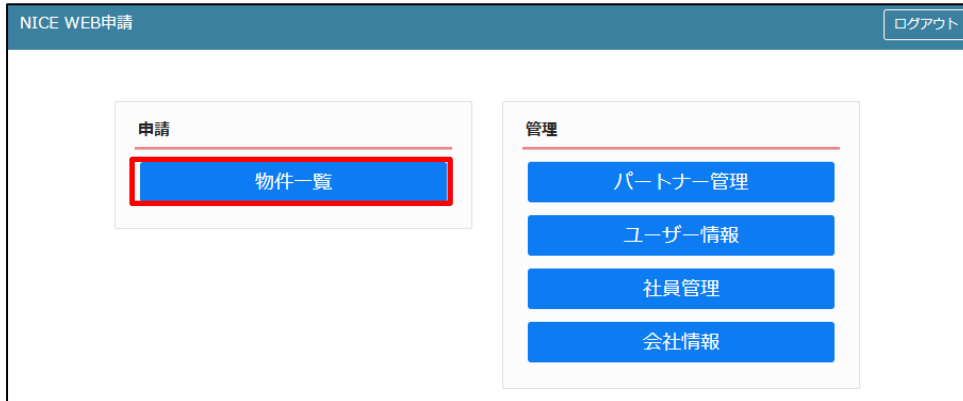 NICE WEB申請
ログアウト
申請
物件一覧
管理
パートナー管理
ユーザー情報
社員管理
会社情報